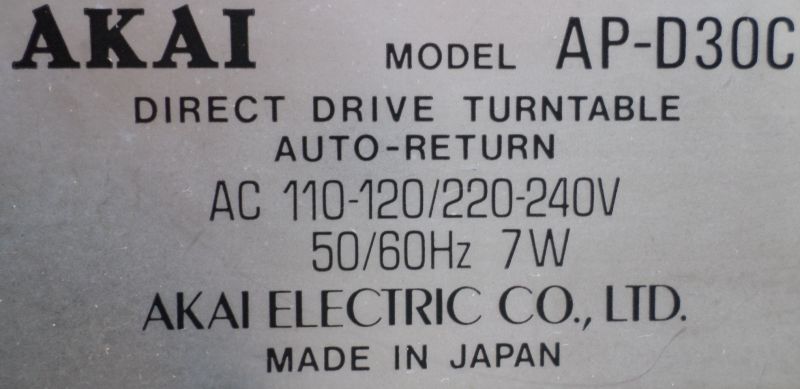 AKAI MODEL AP-D30C
DIRECT DRIVE TURNTABLE
AUTO-RETURN
AC 110-120/220-240V
50/60Hz 7W
AKAI ELECTRIC CO., LTD.
MADE IN JAPAN